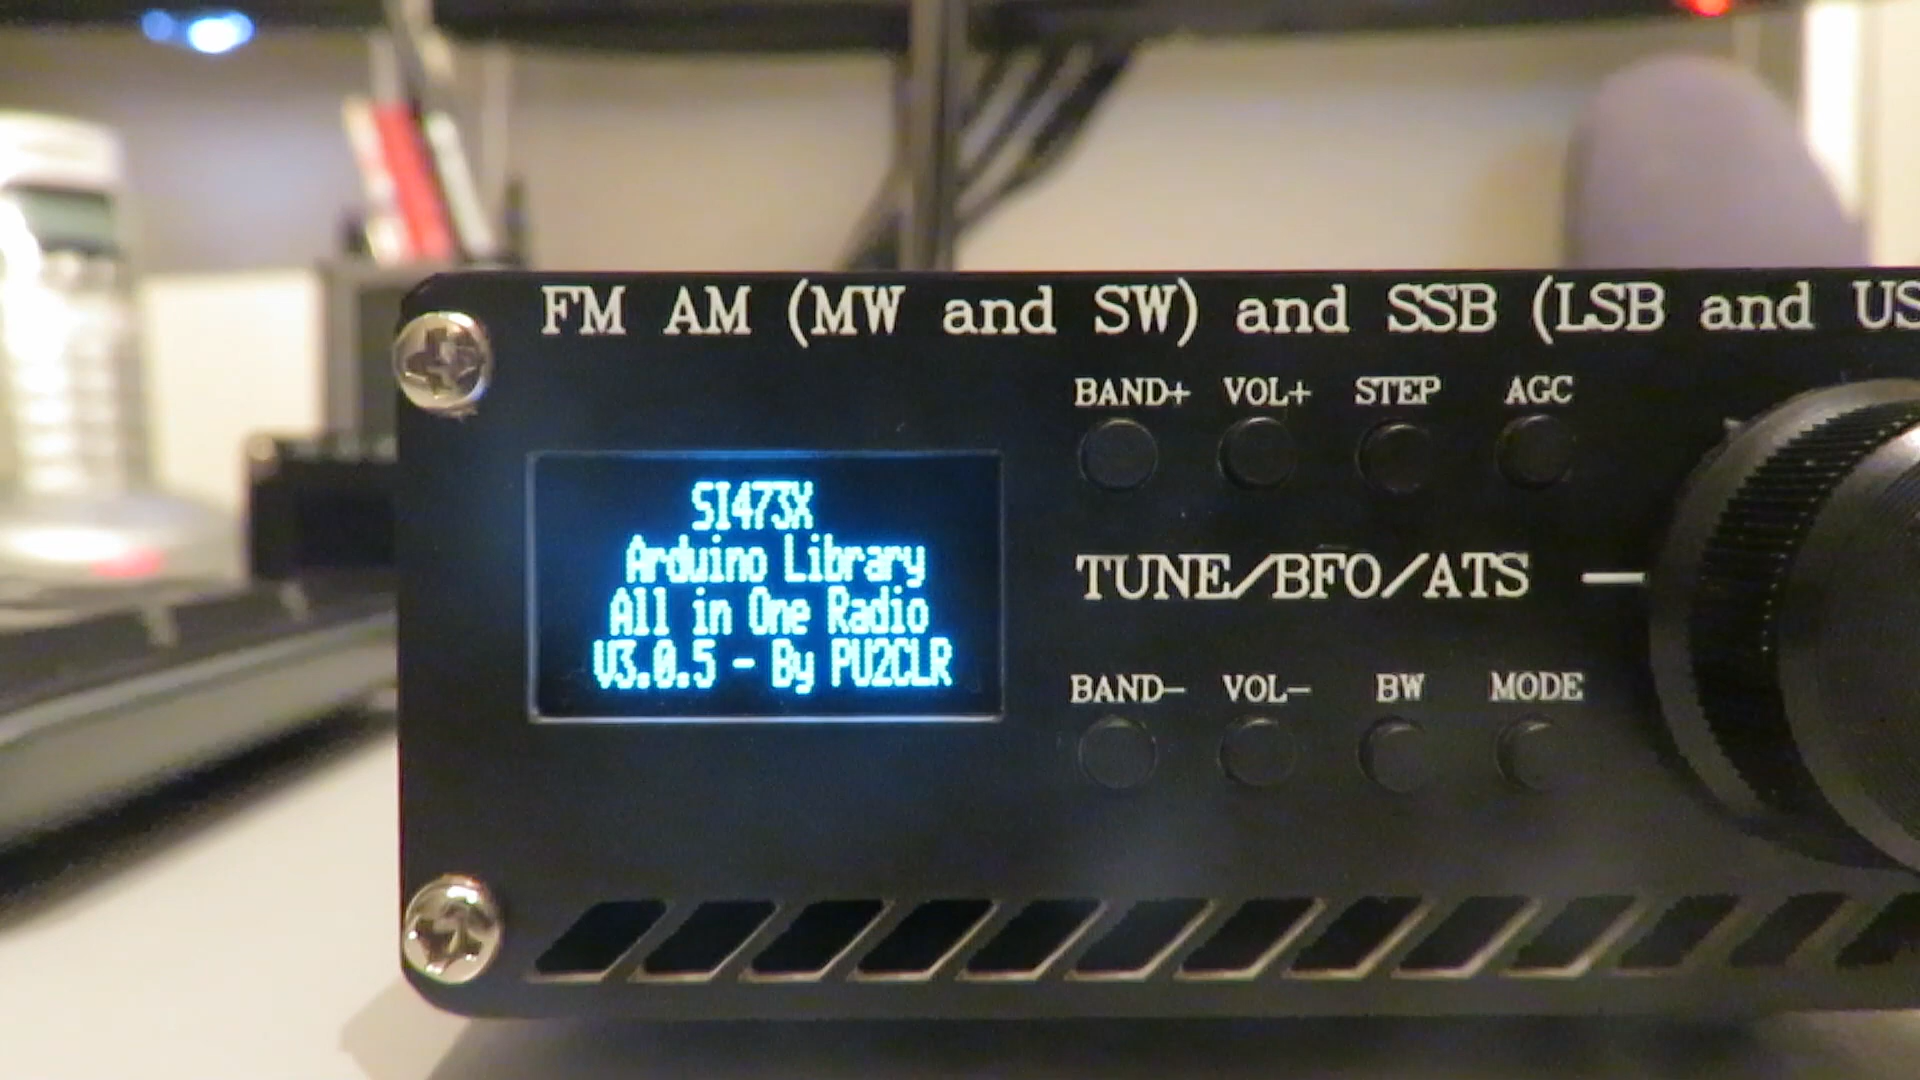 FM AM (MW and SW) and SSB (LSB and US
BAND+ VOL+ STEP AGC
SI473X
Arduino Library
All in One Radio
V3.0.5 - By PU2CLR
TUNE/BFO/ATS
BAND- VOL- BW MODE